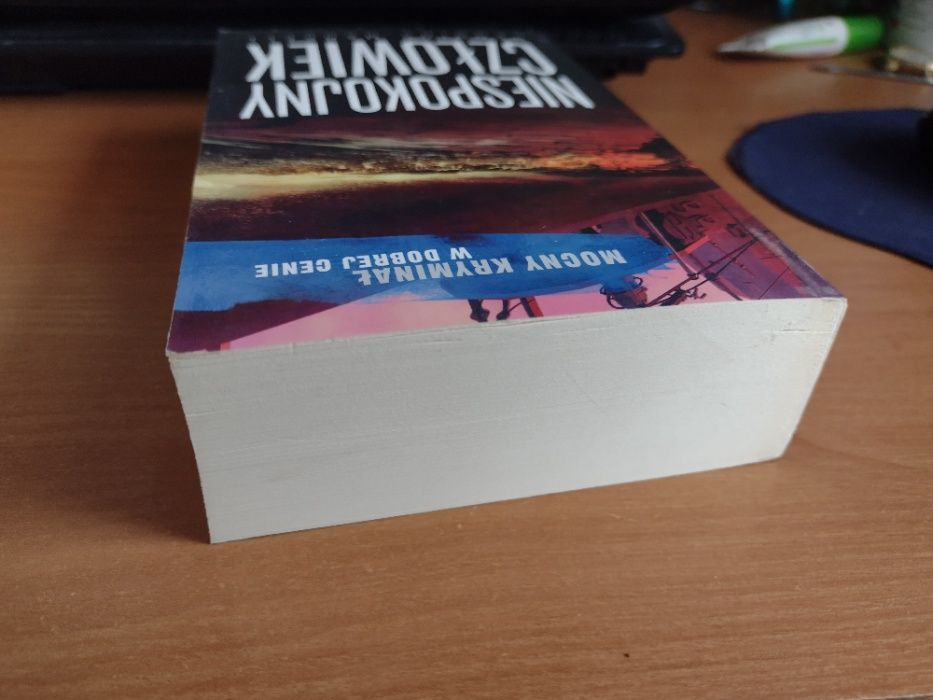 MOCNY KRYMINAŁ
W DOBREJ CENIE
NIESPOKOJNY
CZŁOWIEK